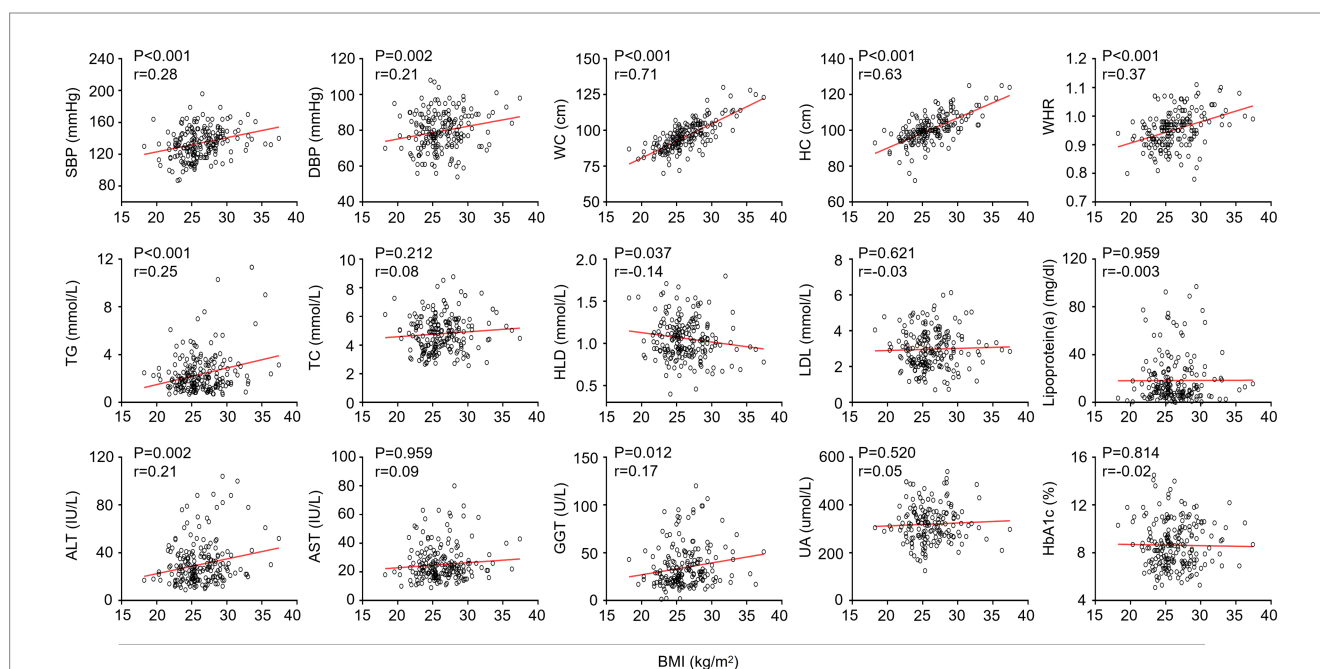 P<0.001
r=0.28
SBP (mmHg)
240
200
160
120
80
15 20 25 30 35 40
P=0.002
r=0.21
DBP (mmHg)
120
100
80
60
40
15 20 25 30 35 40
P<0.001
r=0.71
WC (cm)
150
125
100
75
50
15 20 25 30 35 40
P<0.001
r=0.63
HC (cm)
140
120
100
80
60
15 20 25 30 35 40
P<0.001
r=0.37
WHR
1.2
1.1
1.0
0.9
0.8
0.7
15 20 25 30 35 40
P<0.001
r=0.25
TG (mmol/L)
12
8
4
0
15 20 25 30 35 40
P=0.212
r=0.08
TC (mmol/L)
10
8
6
4
2
0
15 20 25 30 35 40
P=0.037
r=-0.14
HLD (mmol/L)
2.0
1.5
1.0
0.5
15 20 25 30 35 40
P=0.621
r=-0.03
LDL (mmol/L)
8
6
4
2
0
15 20 25 30 35 40
P=0.959
r=-0.003
Lipoprotein(a) (mg/dl)
120
80
40
0
15 20 25 30 35 40
P=0.002
r=0.21
ALT (IU/L)
120
80
40
0
15 20 25 30 35 40
P=0.959
r=0.09
AST (IU/L)
100
80
60
40
20
0
15 20 25 30 35 40
P=0.012
r=0.17
GGT (U/L)
150
100
50
0
15 20 25 30 35 40
P=0.520
r=0.05
UA (umol/L)
600
400
200
0
15 20 25 30 35 40
P=0.814
r=-0.02
HbA1c (%)
16
12
8
4
15 20 25 30 35 40
BMI (kg/m²)